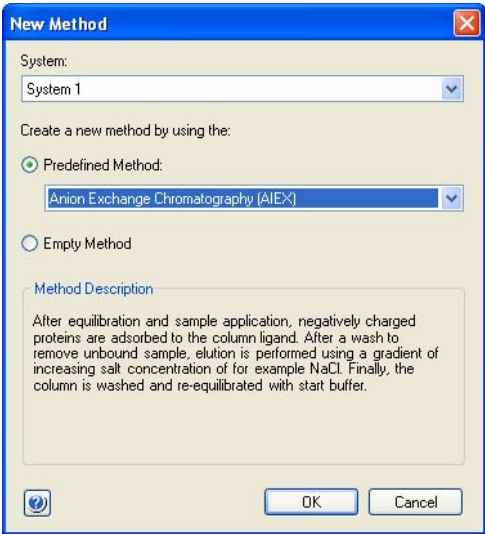 New Method
System:
System 1
Create a new method by using the:
Predefined Method:
Anion Exchange Chromatography (AIEX)
Empty Method
Method Description
After equilibration and sample application, negatively charged
proteins are adsorbed to the column ligand. After a wash to
remove unbound sample, elution is performed using a gradient of
increasing salt concentration of for example NaCl. Finally, the
column is washed and re-equilibrated with start buffer.
OK
Cancel